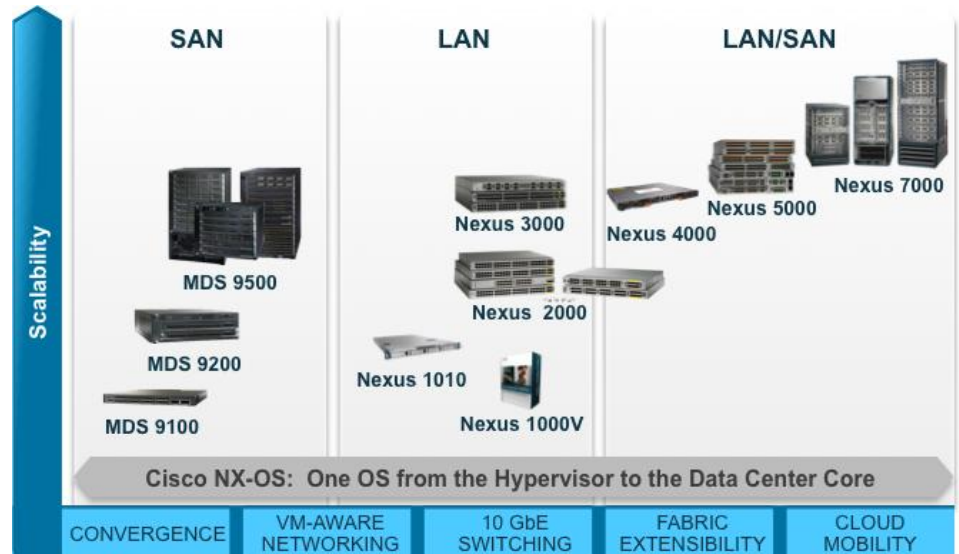 SAN
LAN
LAN/SAN
Scalability
MDS 9500
MDS 9200
MDS 9100
Nexus 3000
Nexus 2000
Nexus 1010
Nexus 1000V
Nexus 4000
Nexus 5000
Nexus 7000
Cisco NX-OS: One OS from the Hypervisor to the Data Center Core
CONVERGENCE
VM-AWARE
NETWORKING
10 GbE
SWITCHING
FABRIC
EXTENSIBILITY
CLOUD
MOBILITY